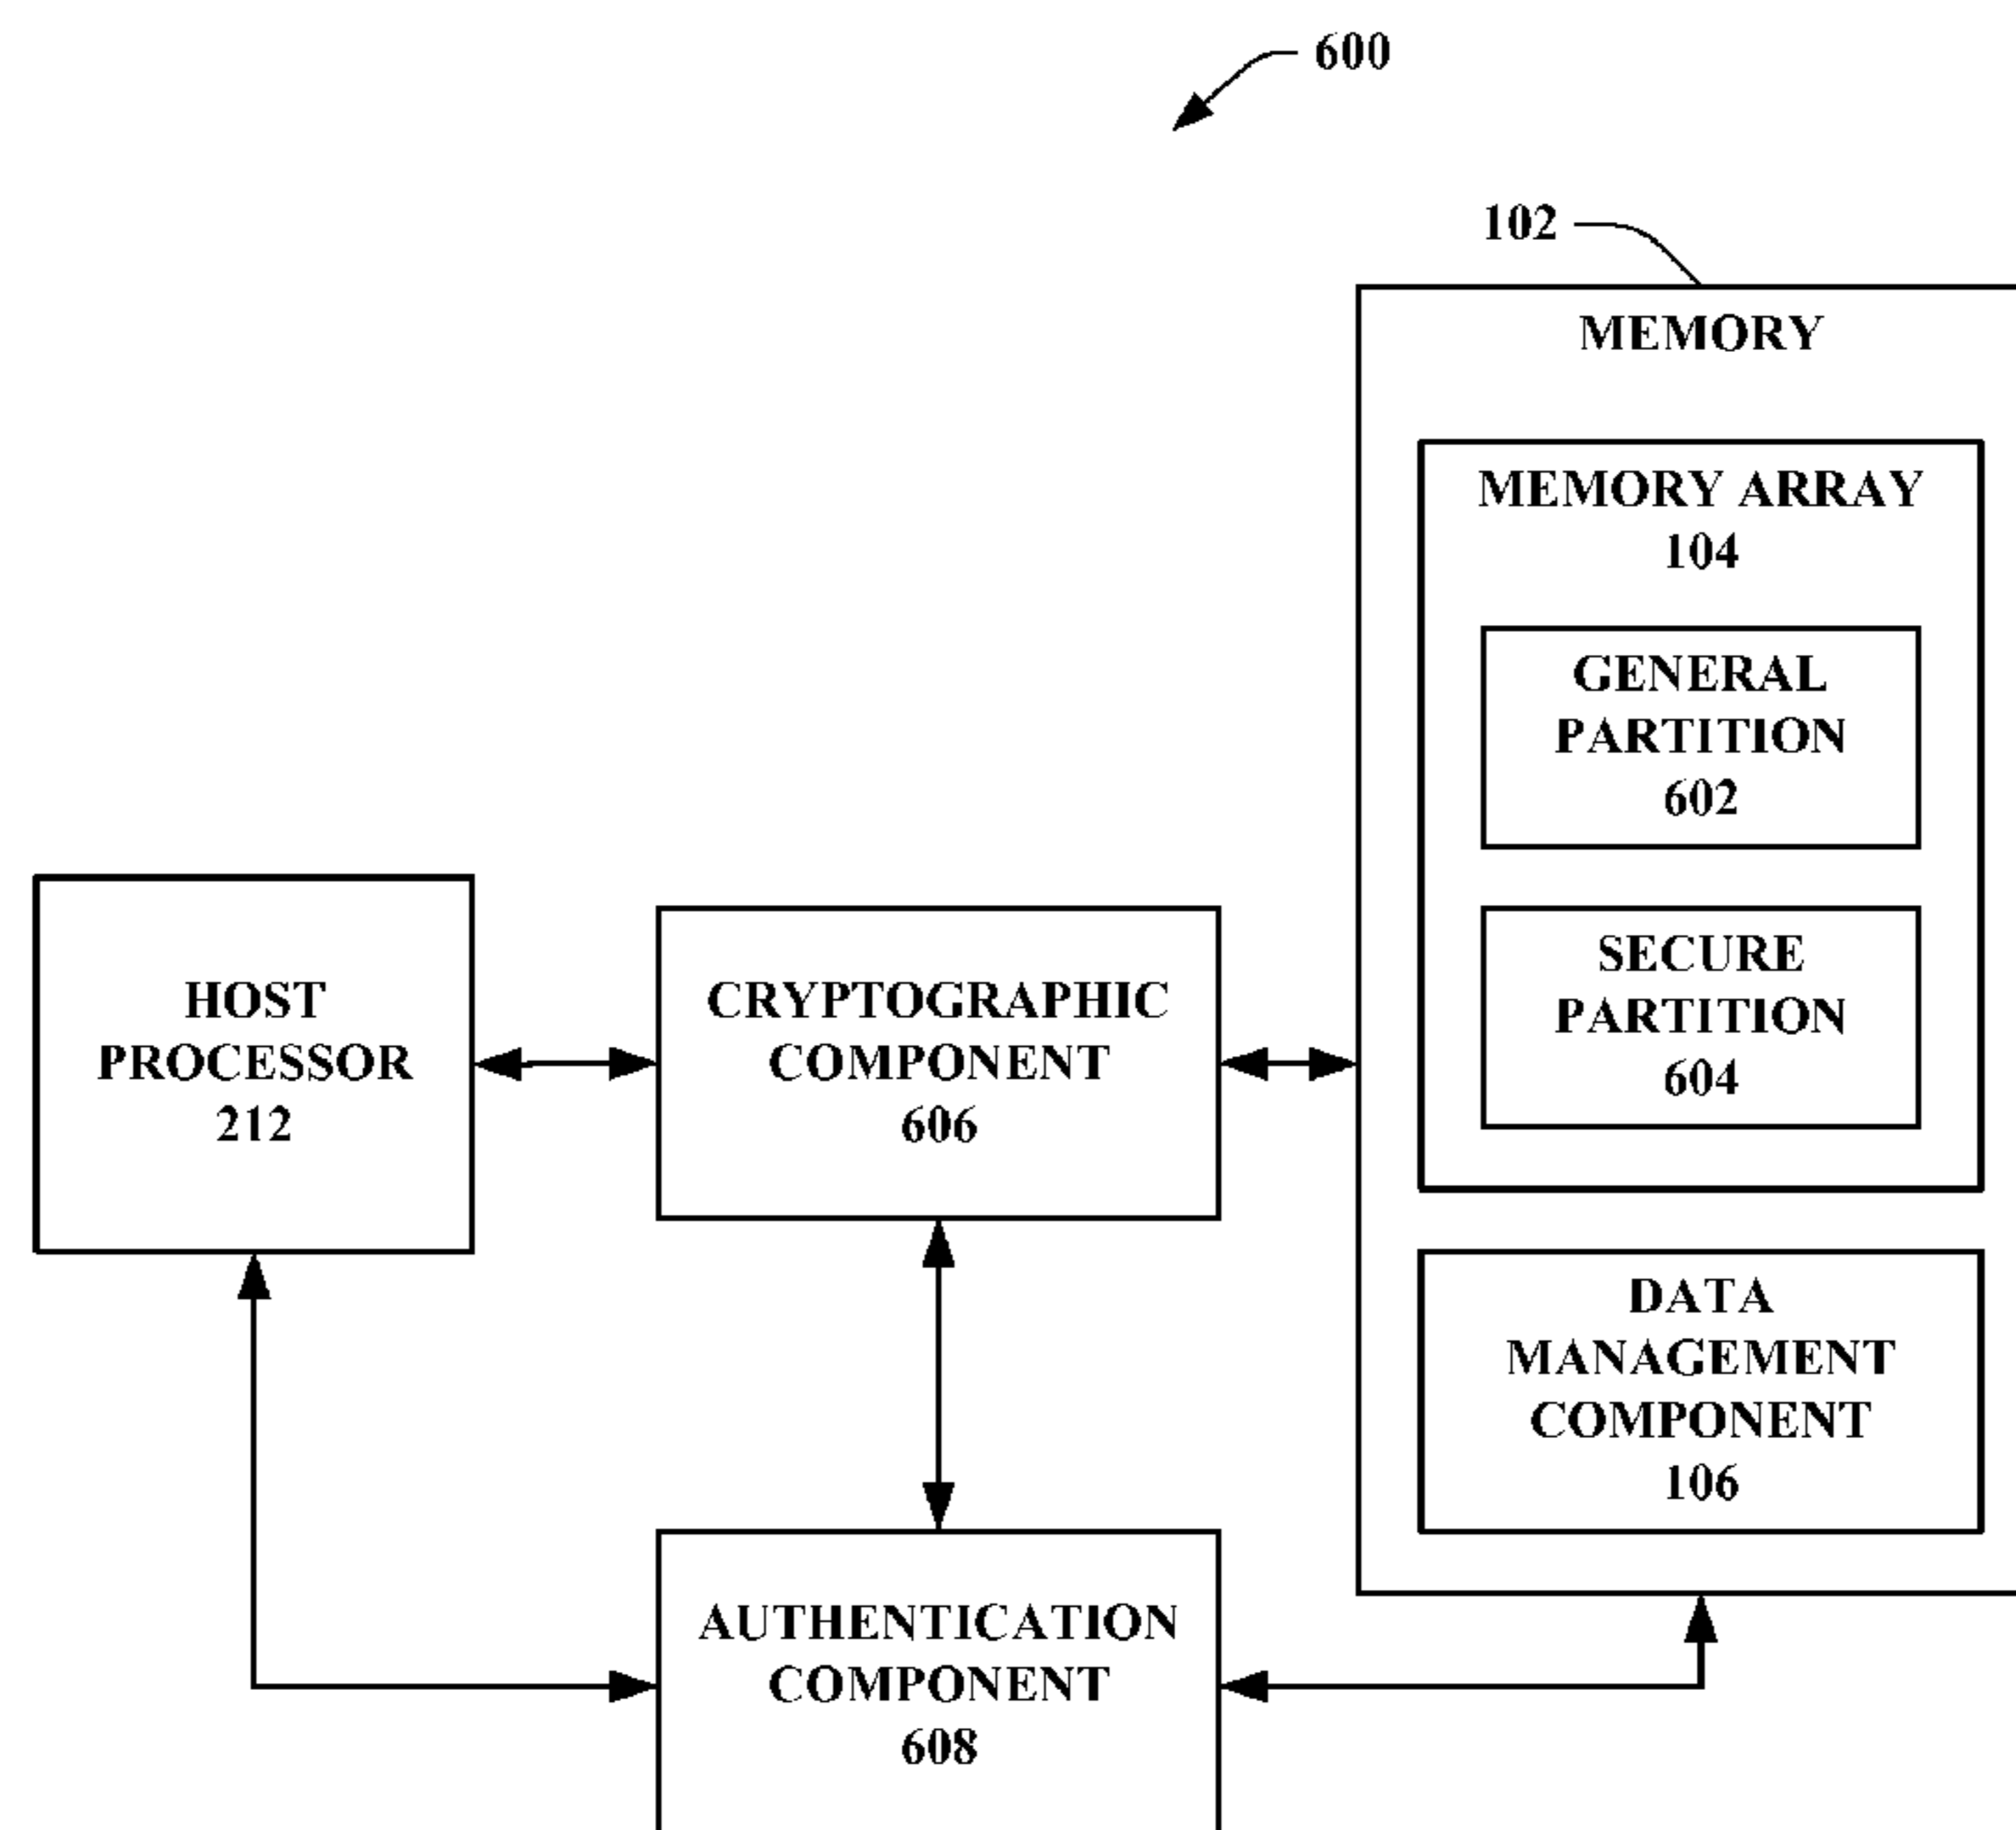 600
102
MEMORY
MEMORY ARRAY
104
GENERAL
PARTITION
602
SECURE
PARTITION
604
DATA
MANAGEMENT
COMPONENT
106
HOST
PROCESSOR
212
CRYPTOGRAPHIC
COMPONENT
606
AUTHENTICATION
COMPONENT
608